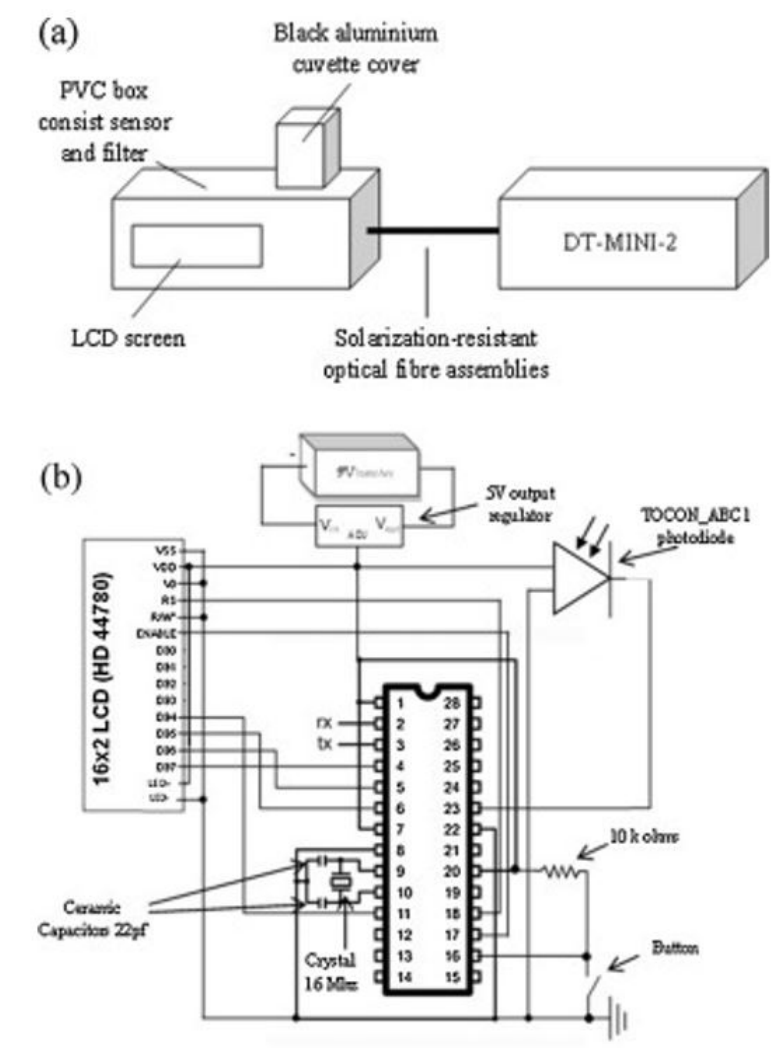 (a)
Black aluminium
cuvette cover
PVC box
consist sensor
and filter
DT-MINI-2
LCD screen
Solarization-resistant
optical fibre assemblies
(b)
-
9V
5V output
regulator
Vin
ADJ
Vout
TOCON_ABC1
photodiode
16x2 LCD (HD 44780)
VSS
VDD
V0
RS
R/W*
ENABLE
DB0
DB1
DB2
DB3
DB4
DB5
DB6
DB7
LED+
LED-
rx
tx
1 28
2 27
3 26
4 25
5 24
6 23
7 22
8 21
9 20
10 19
11 18
12 17
13 16
14 15
10 k ohms
Ceramic
Capacitors 22pf
Crystal
16 Mhz
Button